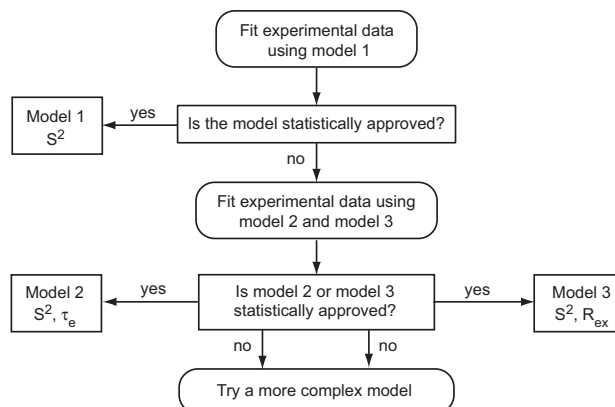 Fit experimental data
using model 1
Is the model statistically approved?
yes
Model 1
S²
no
Fit experimental data using
model 2 and model 3
Is model 2 or model 3
statistically approved?
yes
Model 2
S², τₑ
yes
Model 3
S², Rₑₓ
no
no
Try a more complex model